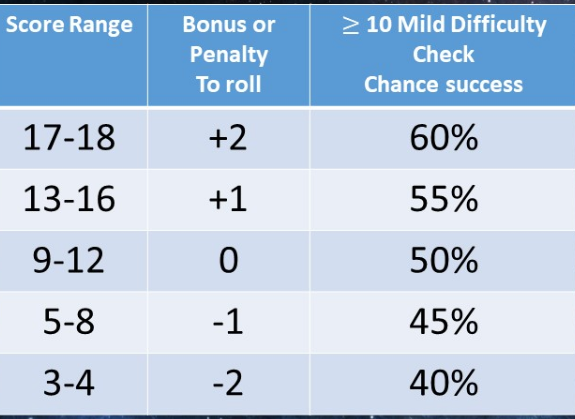 Score Range
Bonus or
Penalty
To roll
≥ 10 Mild Difficulty
Check
Chance success
17-18 +2 60%
13-16 +1 55%
9-12 0 50%
5-8 -1 45%
3-4 -2 40%